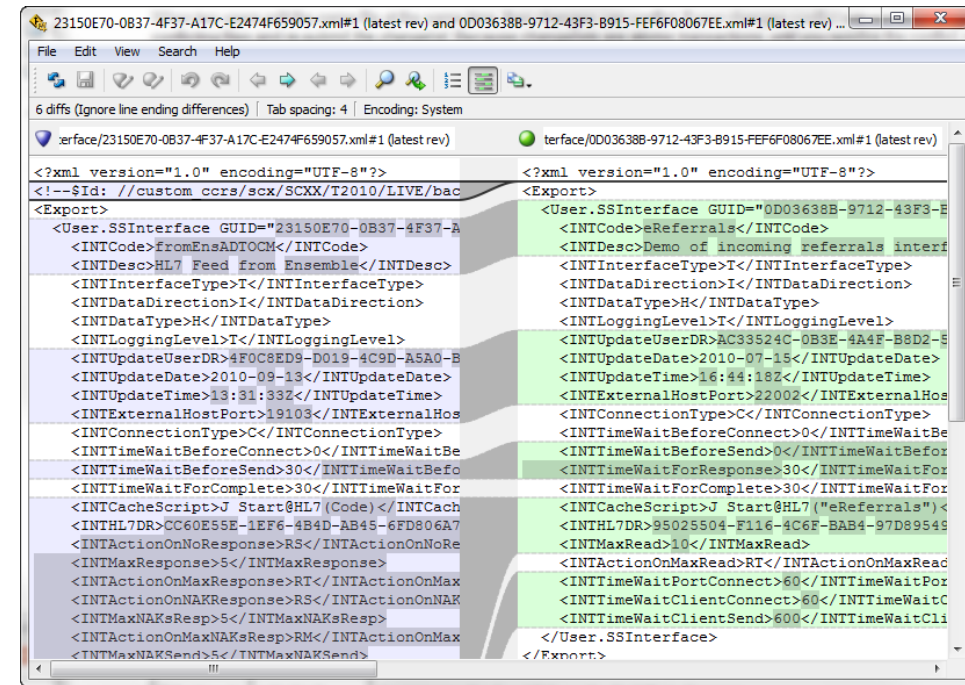 23150E70-0B37-4F37-A17C-E2474F659057.xml#1 (latest rev) and 0D03638B-9712-43F3-B915-FEF6F08067EE.xml#1 (latest rev) ...
File Edit View Search Help
6 diffs (Ignore line ending differences) Tab spacing: 4 Encoding: System
:erface/23150E70-0B37-4F37-A17C-E2474F659057.xml#1 (latest rev)
<?xml version="1.0" encoding="UTF-8"?>
<!--$Id: //custom_ccrs/scx/SCXX/T2010/LIVE/bac
<Export>
<User.SSInterface GUID="23150E70-0B37-4F37-A
<INTCode>fromEnsADTOCM</INTCode>
<INTDesc>HL7 Feed from Ensemble</INTDesc>
<INTInterfaceType>T</INTInterfaceType>
<INTDataDirection>I</INTDataDirection>
<INTDataType>H</INTDataType>
<INTLoggingLevel>T</INTLoggingLevel>
<INTUpdateUserDR>4F0C8ED9-D019-4C9D-A5A0-B
<INTUpdateDate>2010-09-13</INTUpdateDate>
<INTUpdateTime>13:31:33Z</INTUpdateTime>
<INTExternalHostPort>19103</INTExternalHos
<INTConnectionType>C</INTConnectionType>
<INTTimeWaitBeforeConnect>0</INTTimeWaitBe
<INTTimeWaitBeforeSend>30</INTTimeWaitBefo
<INTTimeWaitForComplete>30</INTTimeWaitFor
<INTCacheScript>J Start@HL7(Code)</INTCach
<INTHL7DR>CC60E55E-1EF6-4B4D-AB45-6FD806A7
<INTActionOnNoResponse>RS</INTActionOnNoRe
<INTMaxResponse>5</INTMaxResponse>
<INTActionOnMaxResponse>RT</INTActionOnMax
<INTActionOnNAKResponse>RS</INTActionOnNAK
<INTMaxNAKsResp>5</INTMaxNAKsResp>
<INTActionOnMaxNAKsResp>RM</INTActionOnMax
<INTMaxNAKSend>5</INTMaxNAKSend>
terface/0D03638B-9712-43F3-B915-FEF6F08067EE.xml#1 (latest rev)
<?xml version="1.0" encoding="UTF-8"?>
<Export>
<User.SSInterface GUID="0D03638B-9712-43F3-B
<INTCode>eReferrals</INTCode>
<INTDesc>Demo of incoming referrals interf
<INTInterfaceType>T</INTInterfaceType>
<INTDataDirection>I</INTDataDirection>
<INTDataType>H</INTDataType>
<INTLoggingLevel>T</INTLoggingLevel>
<INTUpdateUserDR>AC33524C-0B3E-4A4F-B8D2-5
<INTUpdateDate>2010-07-15</INTUpdateDate>
<INTUpdateTime>16:44:18Z</INTUpdateTime>
<INTExternalHostPort>22002</INTExternalHos
<INTConnectionType>C</INTConnectionType>
<INTTimeWaitBeforeConnect>0</INTTimeWaitBe
<INTTimeWaitBeforeSend>0</INTTimeWaitBefor
<INTTimeWaitForResponse>30</INTTimeWaitFor
<INTTimeWaitForComplete>30</INTTimeWaitFor
<INTCacheScript>J Start@HL7("eReferrals")<
<INTHL7DR>95025504-F116-4C6F-BAB4-97D89549
<INTMaxRead>10</INTMaxRead>
<INTActionOnMaxRead>RT</INTActionOnMaxRead
<INTTimeWaitPortConnect>60</INTTimeWaitPor
<INTTimeWaitClientConnect>60</INTTimeWaitC
<INTTimeWaitClientSend>600</INTTimeWaitCli
</User.SSInterface>
</Export>